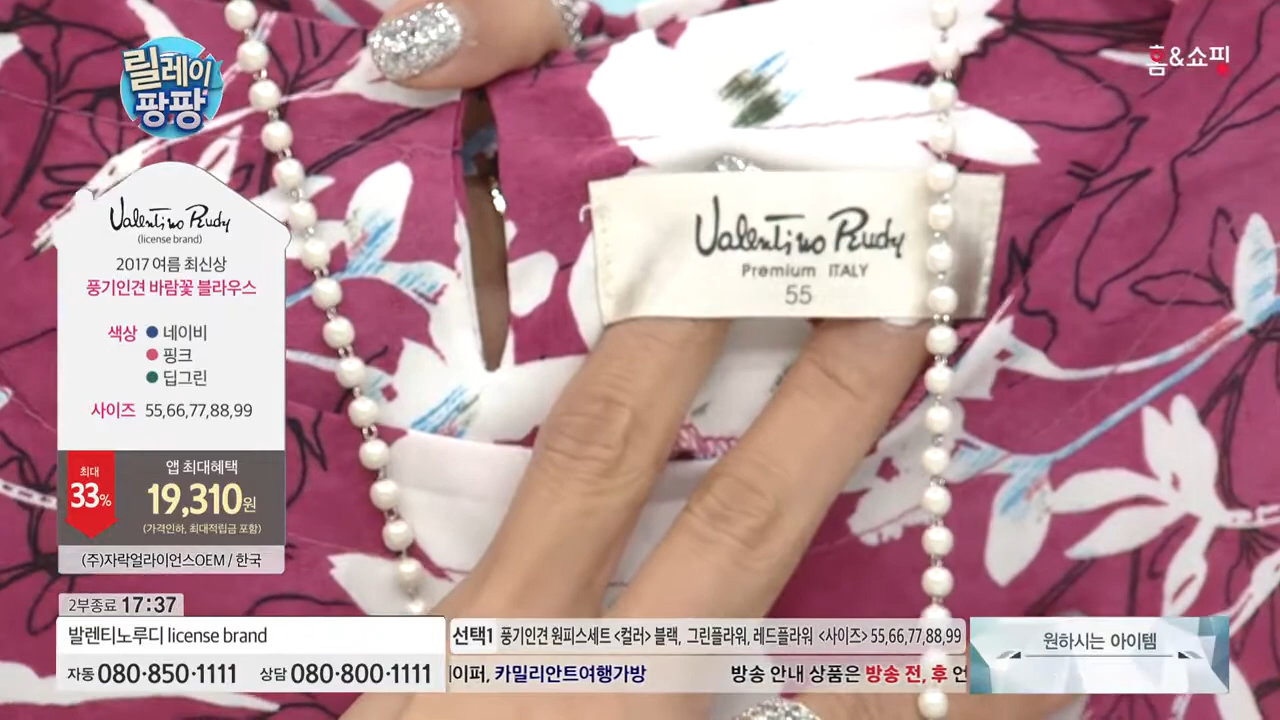 릴레이
팡팡
홈&쇼핑
Valentino Rudy
(license brand)
2017 여름 최신상
풍기인견 바람꽃 블라우스
색상 네이비
핑크
딥그린
사이즈 55,66,77,88,99
최대
33%
앱 최대혜택
19,310원
(가격인하, 최대적립금 포함)
(주)자락얼라이언스OEM / 한국
Valentino Rudy
Premium ITALY
55
2부종료 17:37
발렌티노루디 license brand
자동 080·850·1111 상담 080·800·1111
선택1 풍기인견 원피스세트 <컬러> 블랙, 그린플라워, 레드플라워 <사이즈> 55,66,77,88,99
이퍼, 카밀리안트여행가방 방송 안내 상품은 방송 전, 후 언
원하시는 아이템